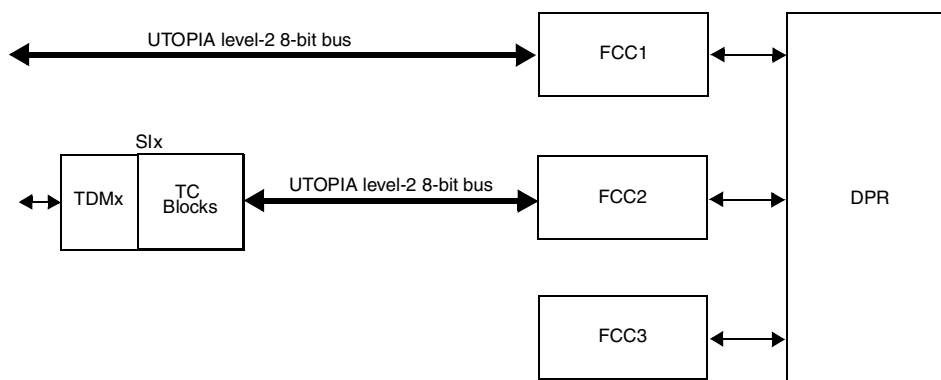 UTOPIA level-2 8-bit bus
FCC1
SIx
TDMx
TC
Blocks
UTOPIA level-2 8-bit bus
FCC2
DPR
FCC3